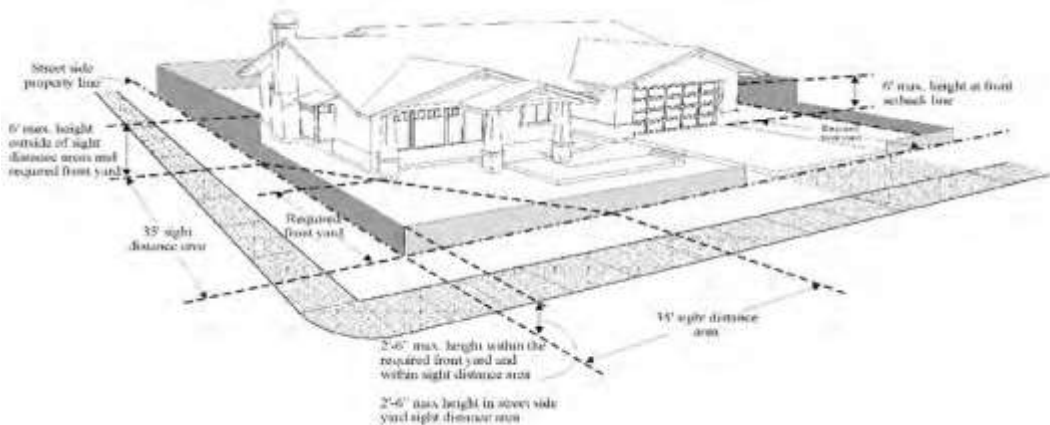 Street side
property line
6' max. height
outside of sight
distance areas and
required front yard
35' sight
distance area
Required
front yard
6' max. height at front
setback line
Required
35' sight distance
area
2'-6" max. height within the
required front yard and
within sight distance area
2'-6" max height in street side
yard sight distance area